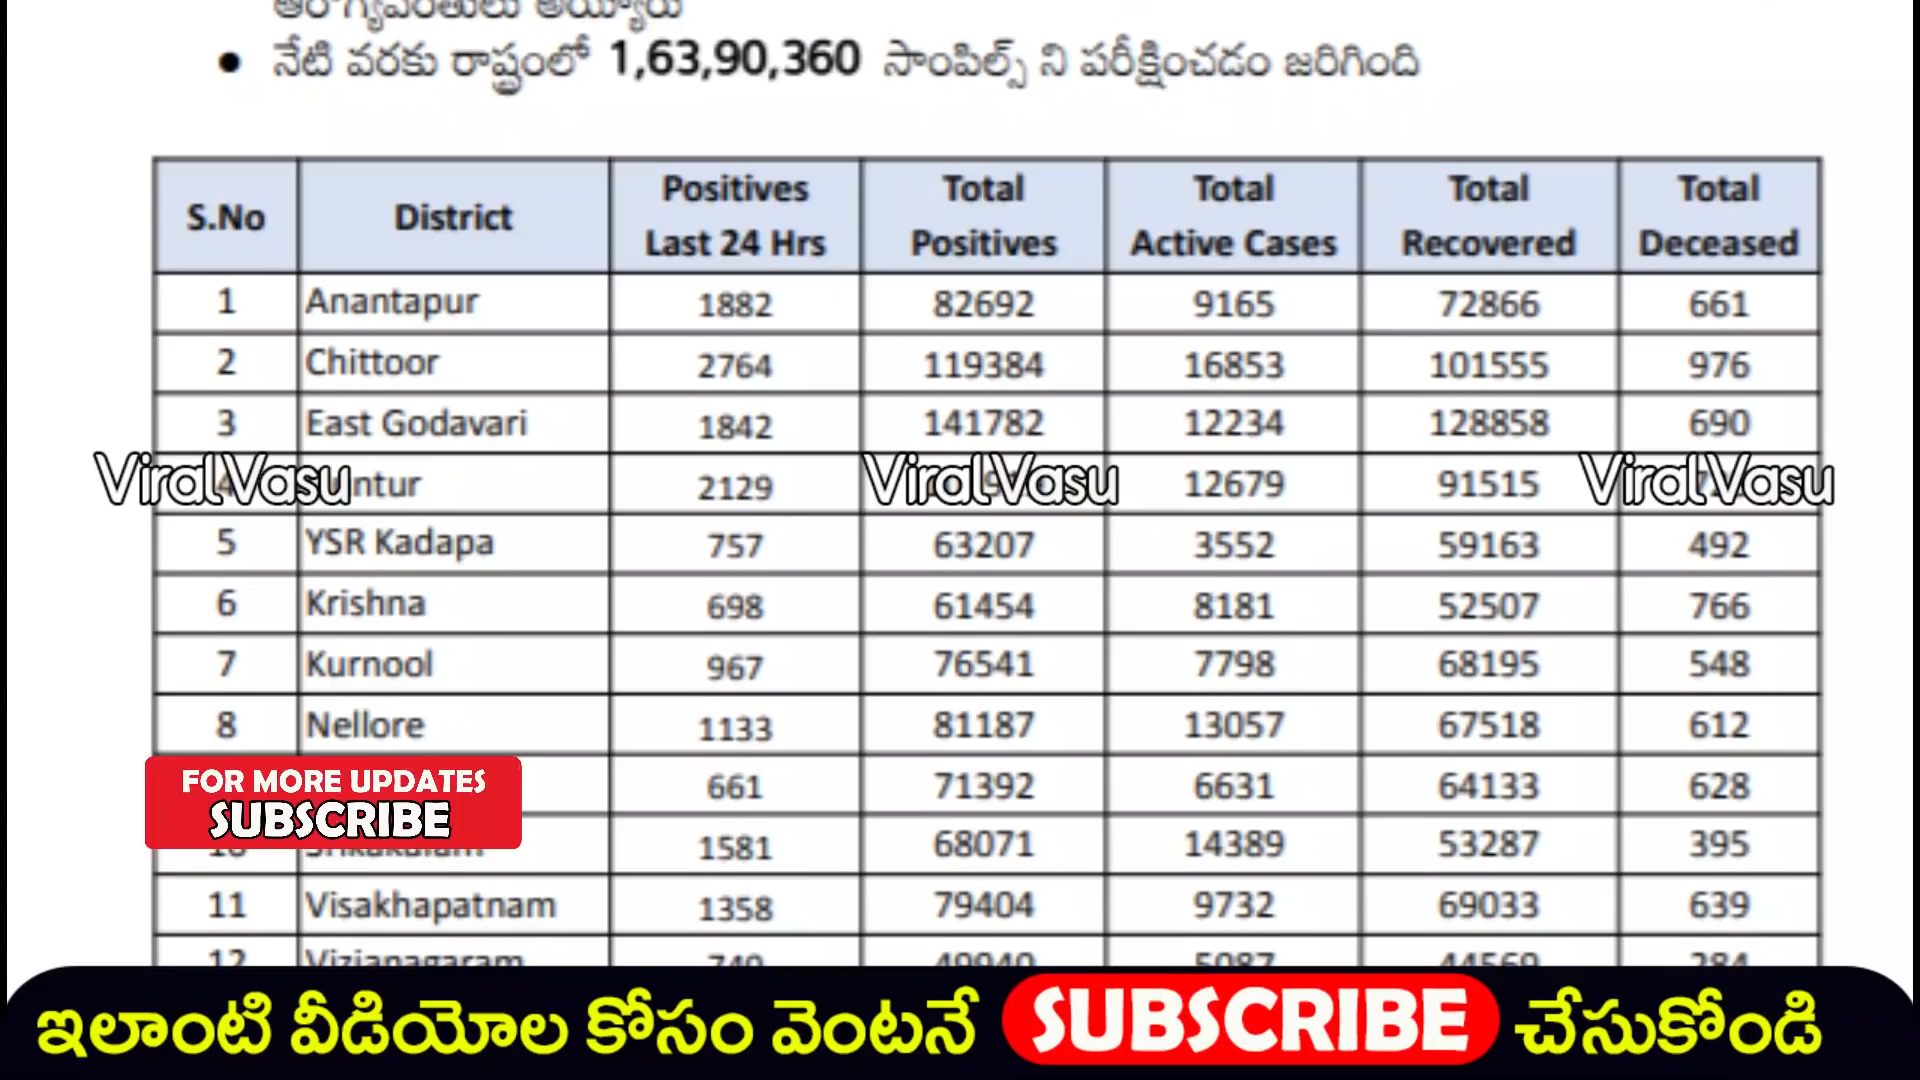 ఆరోగ్యవంతులు అయ్యారు
● నేటి వరకు రాష్ట్రంలో 1,63,90,360 సాంపిల్స్ ని పరీక్షించడం జరిగింది
S.No District Positives Last 24 Hrs Total Positives Total Active Cases Total Recovered Total Deceased
1 Anantapur 1882 82692 9165 72866 661
2 Chittoor 2764 119384 16853 101555 976
3 East Godavari 1842 141782 12234 128858 690
ViralVasu 2129 ViralVasu 12679 91515 ViralVasu
5 YSR Kadapa 757 63207 3552 59163 492
6 Krishna 698 61454 8181 52507 766
7 Kurnool 967 76541 7798 68195 548
8 Nellore 1133 81187 13057 67518 612
661 71392 6631 64133 628
FOR MORE UPDATES
SUBSCRIBE
1581 68071 14389 53287 395
11 Visakhapatnam 1358 79404 9732 69033 639
12 Vizianagaram
ఇలాంటి వీడియోల కోసం వెంటనే SUBSCRIBE చేసుకోండి